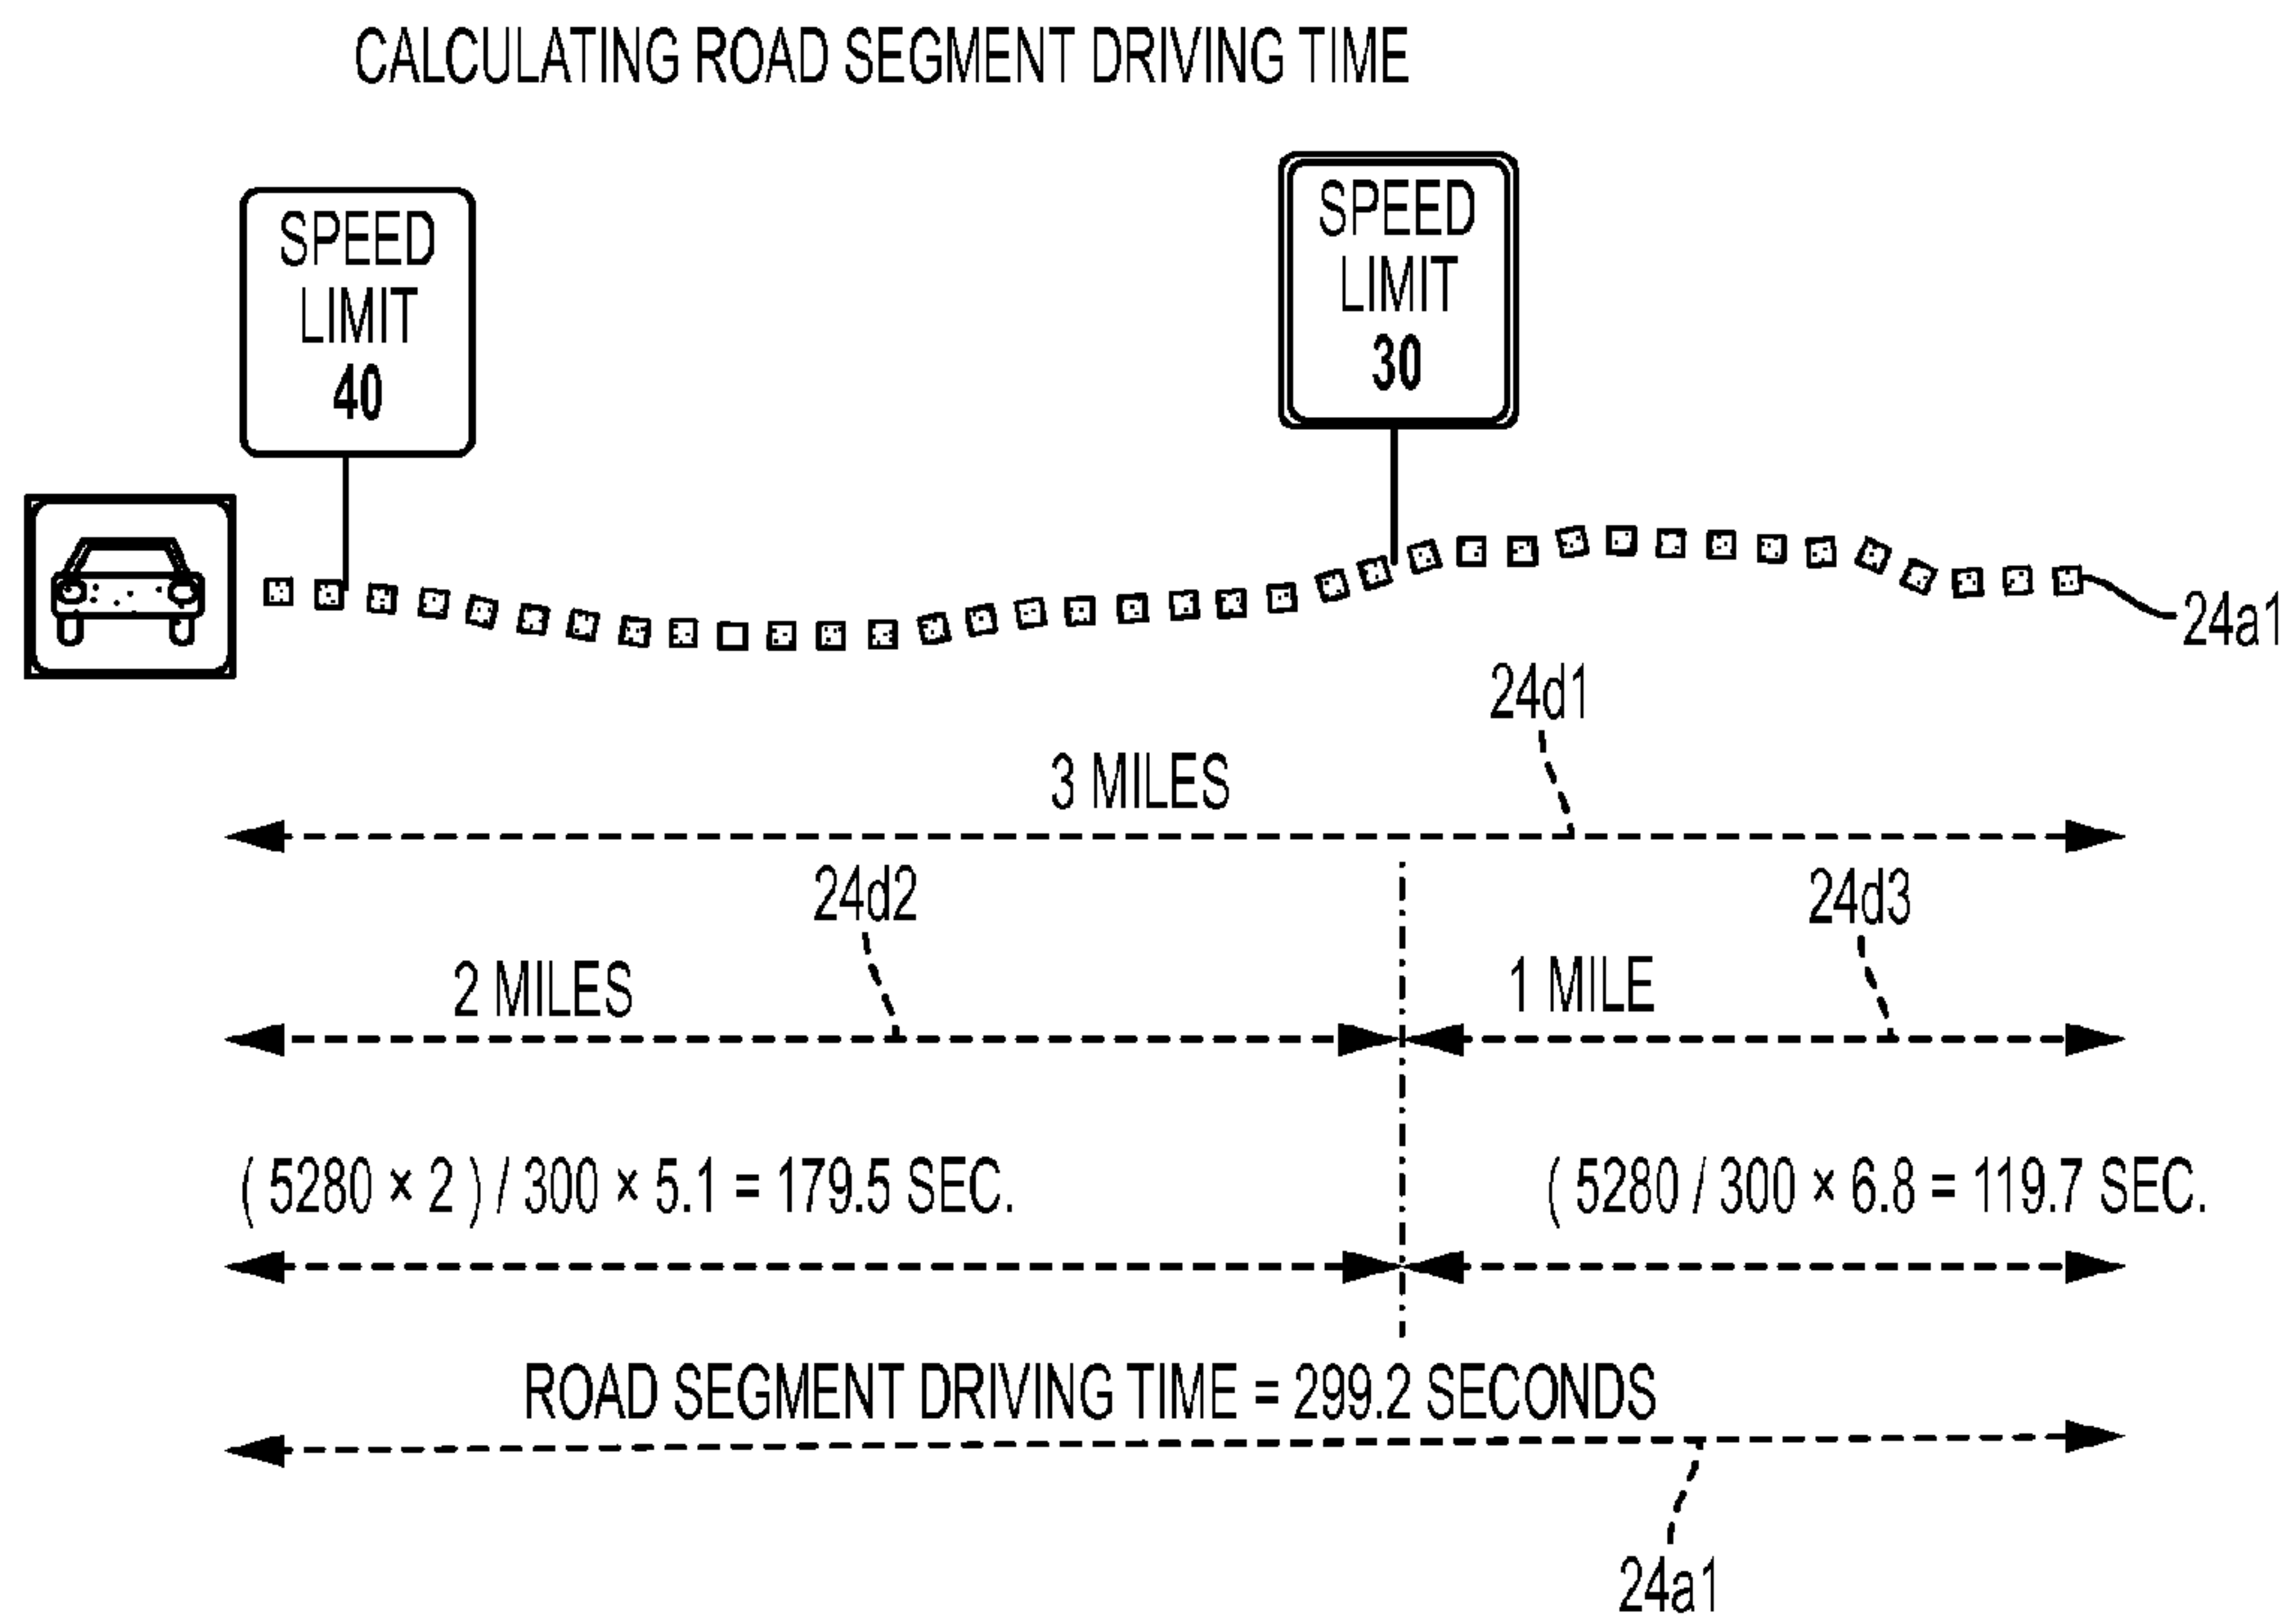 CALCULATING ROAD SEGMENT DRIVING TIME
SPEED
LIMIT
40
SPEED
LIMIT
30
24a1
24d1
3 MILES
24d2
24d3
2 MILES
1 MILE
( 5280 × 2 ) / 300 × 5.1 = 179.5 SEC.
( 5280 / 300 × 6.8 = 119.7 SEC.
ROAD SEGMENT DRIVING TIME = 299.2 SECONDS
24a1